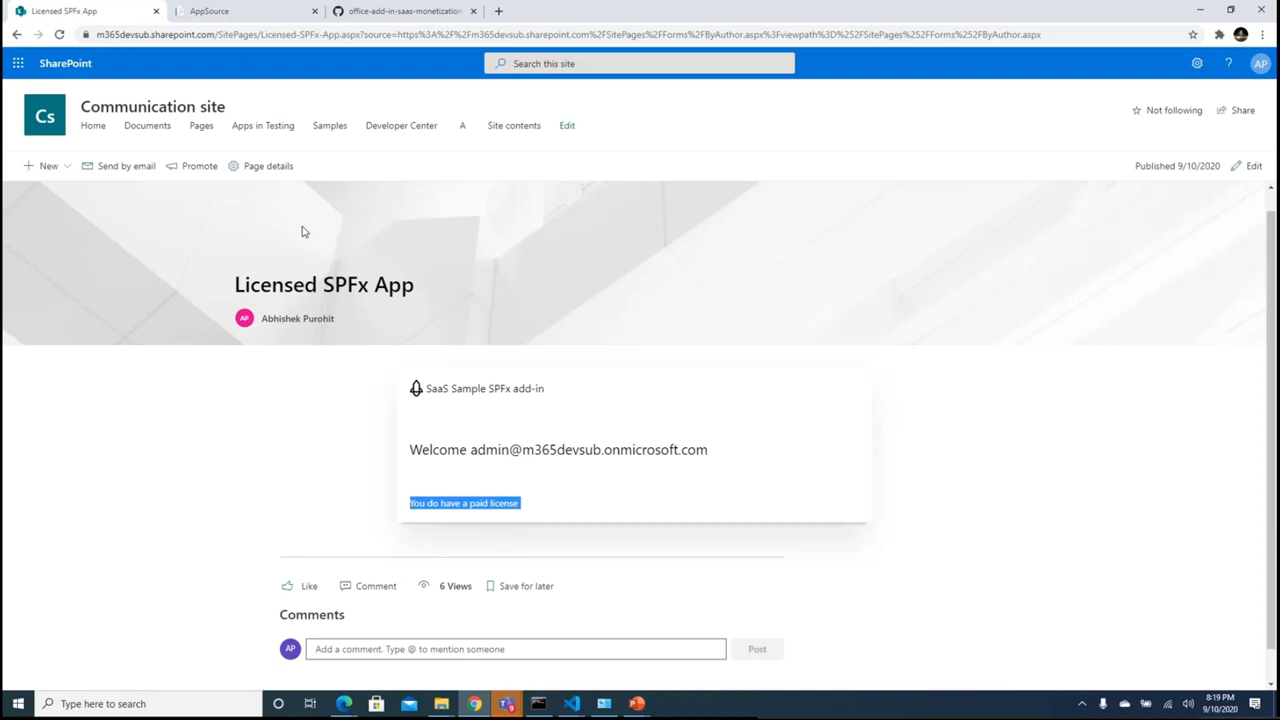 Licensed SPFx App
AppSource
office-add-in-saas-monetization
m365devsub.sharepoint.com/SitePages/Licensed-SPFx-App.aspx?source=https%3A%2F%2Fm365devsub.sharepoint.com%2FSitePages%2FForms%2FByAuthor.aspx%3Fviewpath%3D%252FSitePages%252FForms%252FByAuthor.aspx
SharePoint
Search this site
AP
Cs
Communication site
Home Documents Pages Apps in Testing Samples Developer Center A Site contents Edit
Not following Share
New Send by email Promote Page details
Published 9/10/2020 Edit
Licensed SPFx App
AP Abhishek Purohit
SaaS Sample SPFx add-in
Welcome admin@m365devsub.onmicrosoft.com
You do have a paid license
Like Comment 6 Views Save for later
Comments
AP Add a comment. Type @ to mention someone Post
Type here to search
8:19 PM
9/10/2020